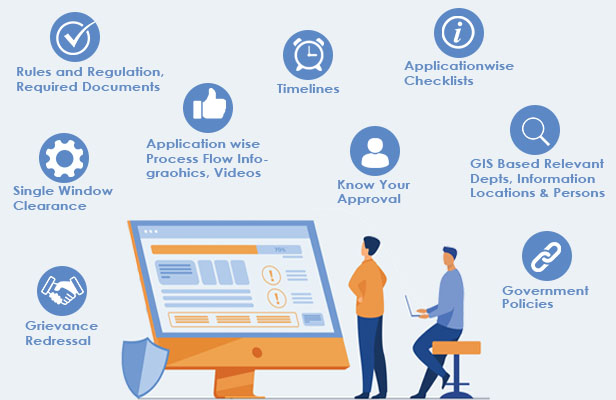 Rules and Regulation,
Required Documents
Timelines
Applicationwise
Checklists
Application wise
Process Flow Info-
graohics, Videos
Know Your
Approval
GIS Based Relevant
Depts, Information
Locations & Persons
Single Window
Clearance
Government
Policies
Grievance
Redressal